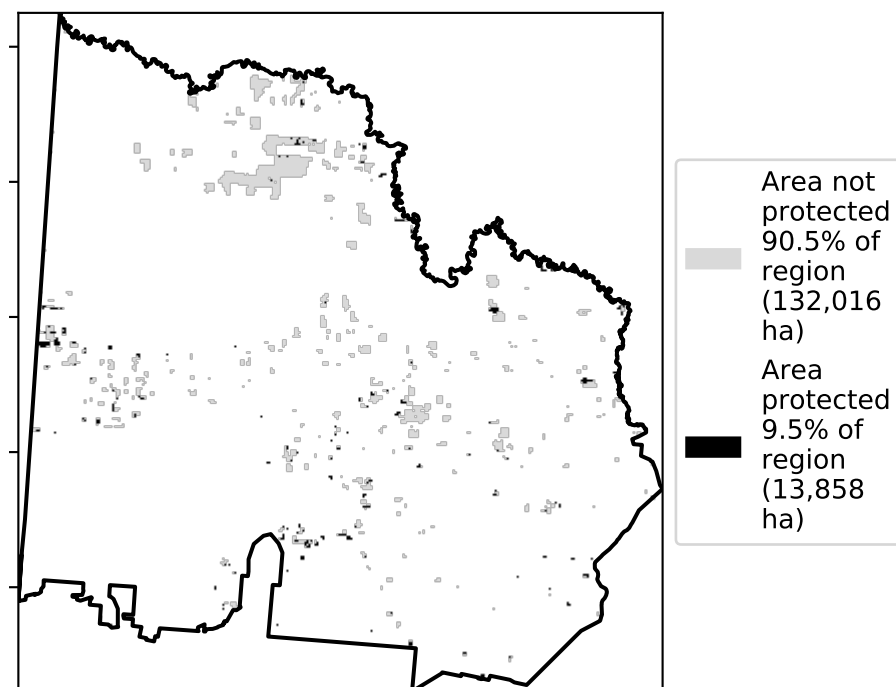 Area not
protected
90.5% of
region
(132,016
ha)
Area
protected
9.5% of
region
(13,858
ha)